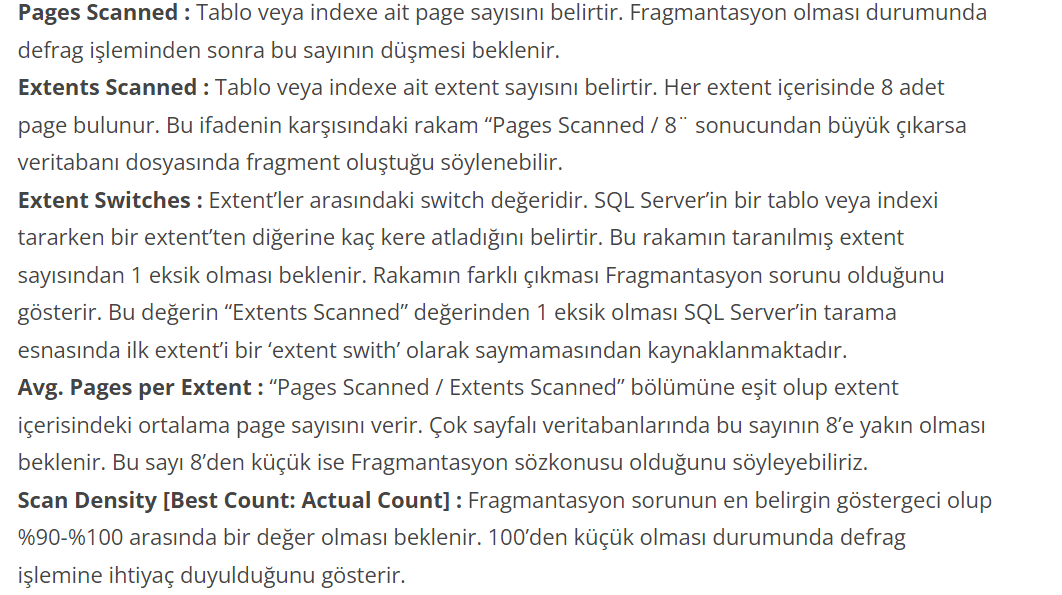 Pages Scanned : Tablo veya indexe ait page sayısını belirtir. Fragmantasyon olması durumunda
defrag işleminden sonra bu sayının düşmesi beklenir.
Extents Scanned : Tablo veya indexe ait extent sayısını belirtir. Her extent içerisinde 8 adet
page bulunur. Bu ifadenin karşısındaki rakam “Pages Scanned / 8¨ sonucundan büyük çıkarsa
veritabanı dosyasında fragment oluştuğu söylenebilir.
Extent Switches : Extent’ler arasındaki switch değeridir. SQL Server’in bir tablo veya indexi
tararken bir extent’ten diğerine kaç kere atladığını belirtir. Bu rakamın taranılmış extent
sayısından 1 eksik olması beklenir. Rakamın farklı çıkması Fragmantasyon sorunu olduğunu
gösterir. Bu değerin “Extents Scanned” değerinden 1 eksik olması SQL Server’in tarama
esnasında ilk extent’i bir ‘extent swith’ olarak saymamasından kaynaklanmaktadır.
Avg. Pages per Extent : “Pages Scanned / Extents Scanned” bölümüne eşit olup extent
içerisindeki ortalama page sayısını verir. Çok sayfalı veritabanlarında bu sayının 8’e yakın olması
beklenir. Bu sayı 8’den küçük ise Fragmantasyon sözkonusu olduğunu söyleyebiliriz.
Scan Density [Best Count: Actual Count] : Fragmantasyon sorunun en belirgin göstergeci olup
%90-%100 arasında bir değer olması beklenir. 100’den küçük olması durumunda defrag
işlemine ihtiyaç duyulduğunu gösterir.